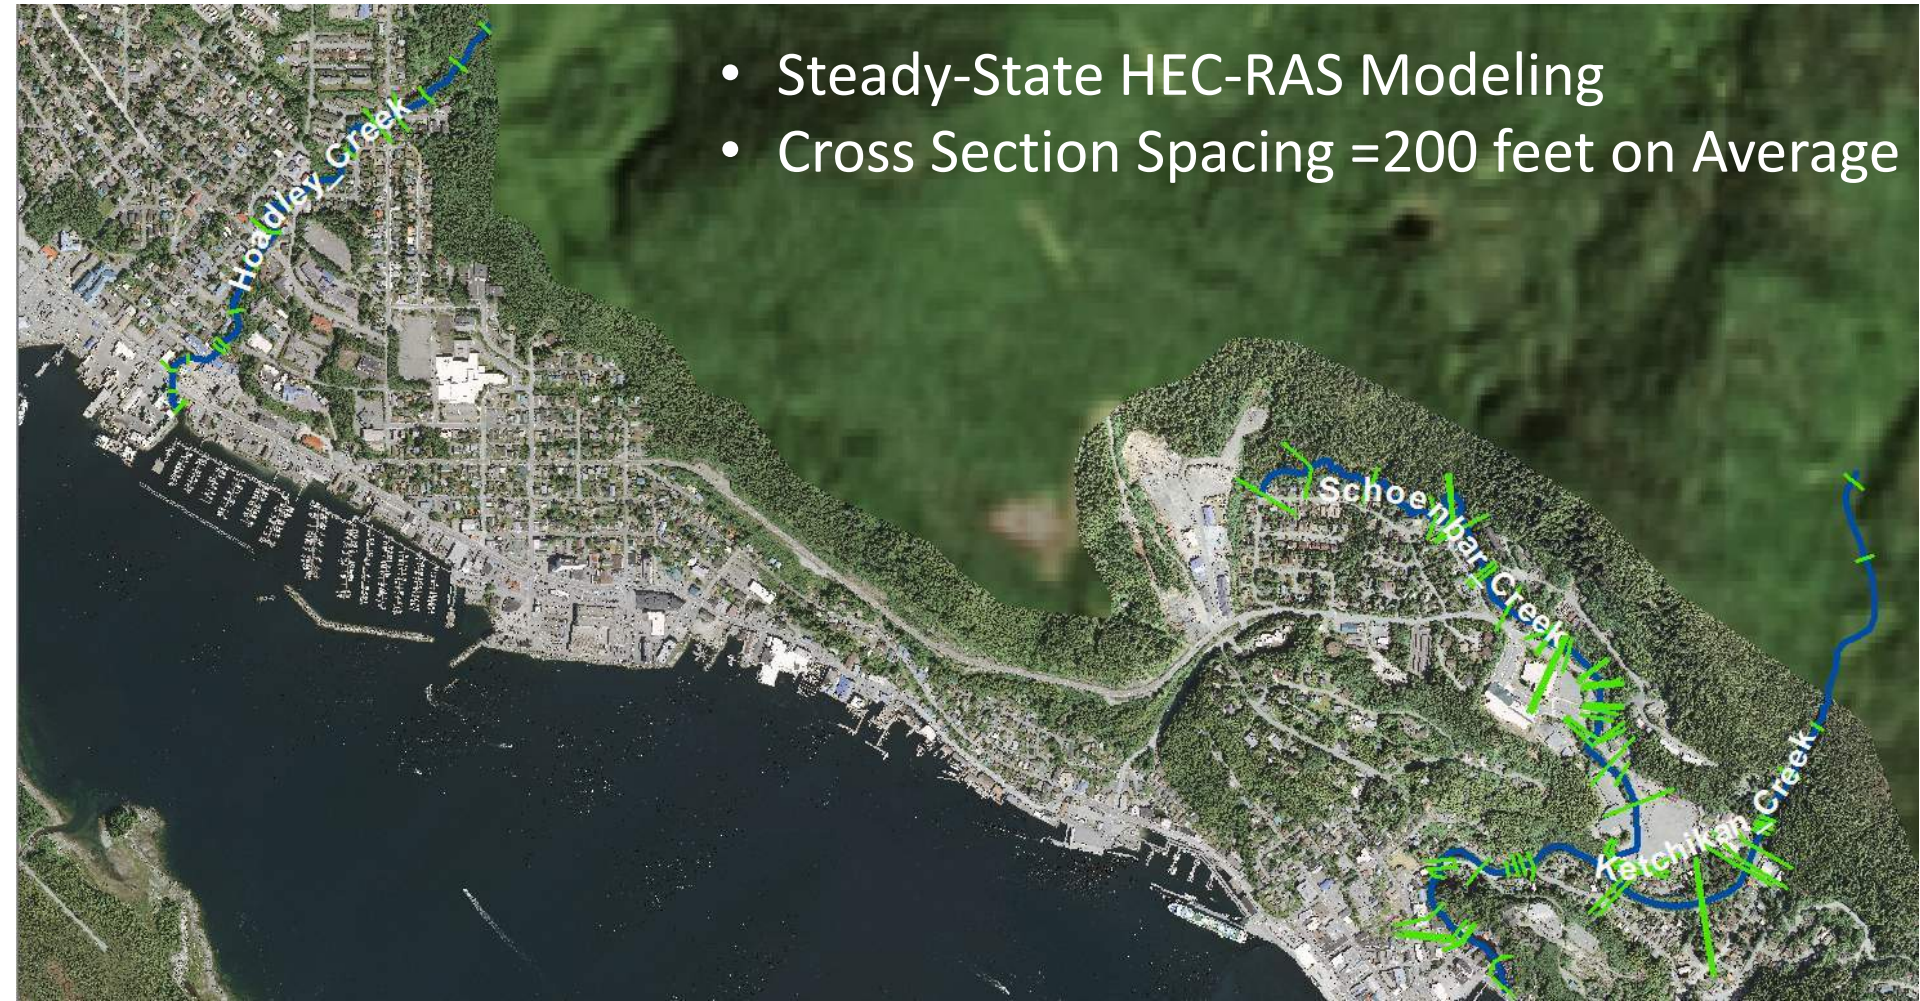 • Steady-State HEC-RAS Modeling
• Cross Section Spacing =200 feet on Average
Hoadley_Creek
Schoenbar_Creek
Ketchikan_Creek